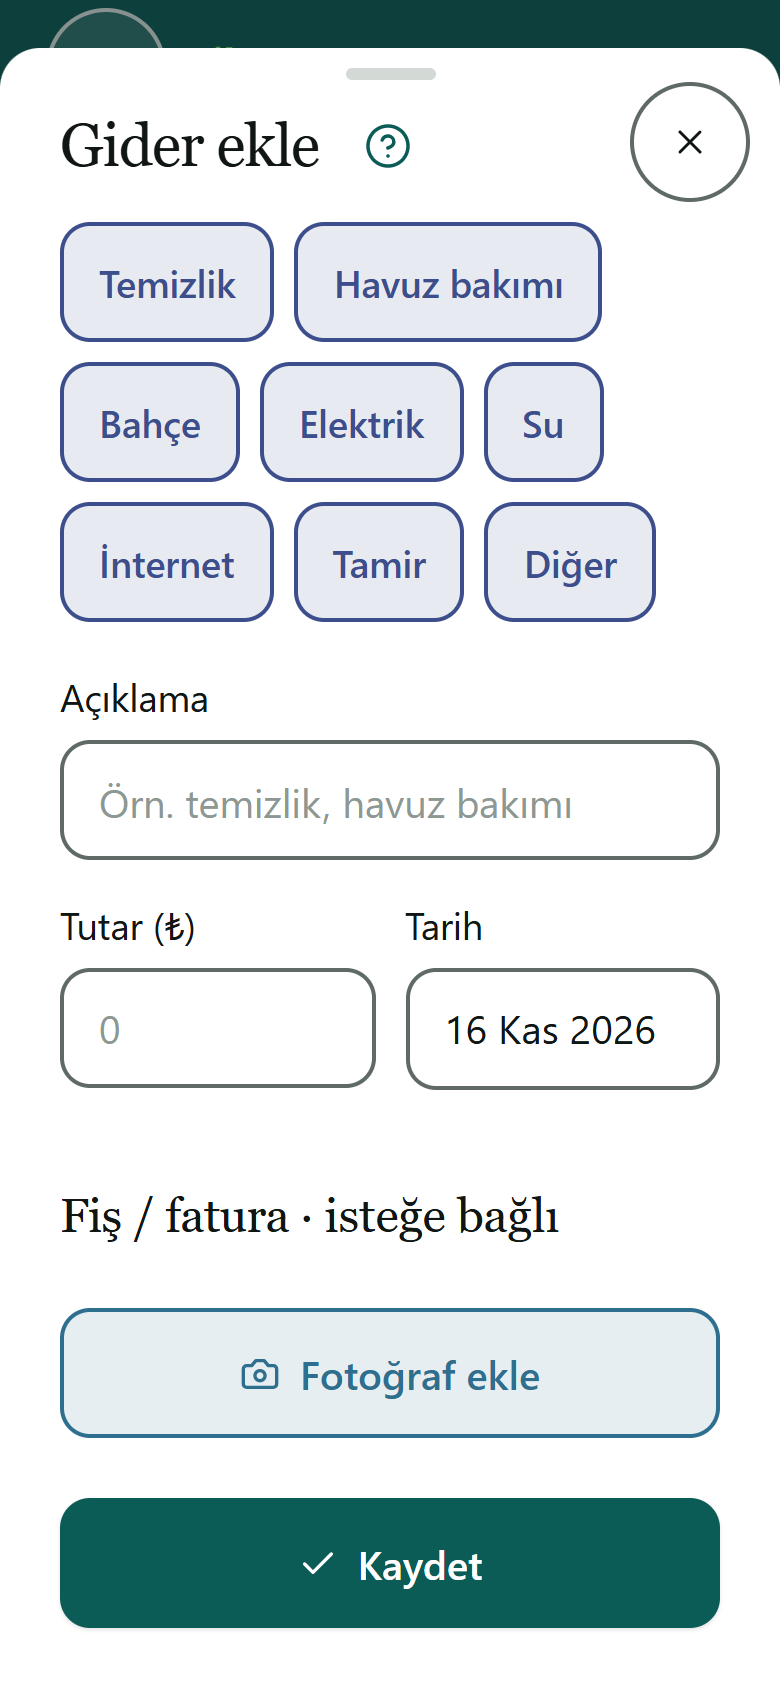 Gider ekle
Temizlik Havuz bakımı
Bahçe Elektrik Su
İnternet Tamir Diğer
Açıklama
Örn. temizlik, havuz bakımı
Tutar (₺) Tarih
0 16 Kas 2026
Fiş / fatura · isteğe bağlı
Fotoğraf ekle
Kaydet